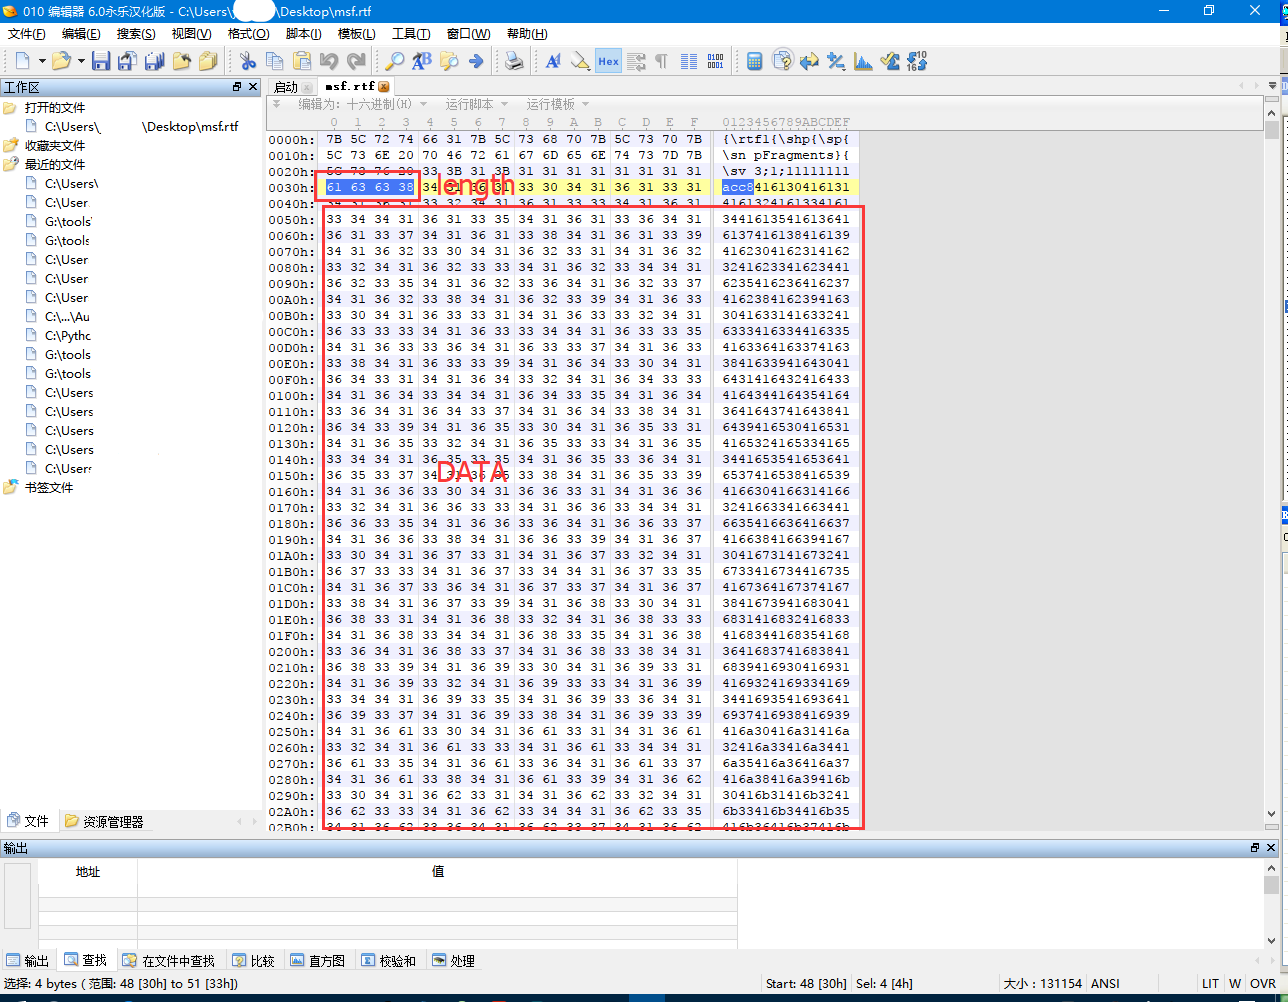 010 编辑器 6.0永乐汉化版 - C:\Users\ \Desktop\msf.rtf
文件(F) 编辑(E) 搜索(S) 视图(V) 格式(O) 脚本(I) 模板(L) 工具(T) 窗口(W) 帮助(H)
Hex
工作区
启动 msf.rtf
打开的文件
C:\Users\ \Desktop\msf.rtf
收藏夹文件
最近的文件
C:\Users\
C:\User
G:\tools
G:\tools
C:\User
C:\User
C:\User
C:\...\Au
C:\Pythc
G:\tools
G:\tools
C:\Users
C:\Users
C:\Users
C:\Users
C:\Users
书签文件
文件 资源管理器
编辑为: 十六进制(H) 运行脚本 运行模板
0 1 2 3 4 5 6 7 8 9 A B C D E F 0123456789ABCDEF
0000h: 7B 5C 72 74 66 31 7B 5C 73 68 70 7B 5C 73 70 7B {\rtf1{\shp{\sp{
0010h: 5C 73 6E 20 70 46 72 61 67 6D 65 6E 74 73 7D 7B \sn pFragments}{
0020h: 5C 73 76 20 33 3B 31 3B 31 31 31 31 31 31 31 31 \sv 3;1;11111111
0030h: 61 63 63 38 34 31 36 31 33 30 34 31 36 31 33 31 acc8416130416131
length
0040h: 34 31 36 31 33 32 34 31 36 31 33 33 34 31 36 31 4161324161334161
0050h: 33 34 34 31 36 31 33 35 34 31 36 31 33 36 34 31 3441613541613641
0060h: 36 31 33 37 34 31 36 31 33 38 34 31 36 31 33 39 6137416138416139
0070h: 34 31 36 32 33 30 34 31 36 32 33 31 34 31 36 32 4162304162314162
0080h: 33 32 34 31 36 32 33 33 34 31 36 32 33 34 34 31 3241623341623441
0090h: 36 32 33 35 34 31 36 32 33 36 34 31 36 32 33 37 6235416236416237
00A0h: 34 31 36 32 33 38 34 31 36 32 33 39 34 31 36 33 4162384162394163
00B0h: 33 30 34 31 36 33 33 31 34 31 36 33 33 32 34 31 3041633141633241
00C0h: 36 33 33 33 34 31 36 33 33 34 34 31 36 33 33 35 6333416334416335
00D0h: 34 31 36 33 33 36 34 31 36 33 33 37 34 31 36 33 4163364163374163
00E0h: 33 38 34 31 36 33 33 39 34 31 36 34 33 30 34 31 3841633941643041
00F0h: 36 34 33 31 34 31 36 34 33 32 34 31 36 34 33 33 6431416432416433
0100h: 34 31 36 34 33 34 34 31 36 34 33 35 34 31 36 34 4164344164354164
0110h: 33 36 34 31 36 34 33 37 34 31 36 34 33 38 34 31 3641643741643841
0120h: 36 34 33 39 34 31 36 35 33 30 34 31 36 35 33 31 6439416530416531
0130h: 34 31 36 35 33 32 34 31 36 35 33 33 34 31 36 35 4165324165334165
0140h: 33 34 34 31 36 35 33 35 34 31 36 35 33 36 34 31 3441653541653641
DATA
0150h: 36 35 33 37 34 31 36 35 33 38 34 31 36 35 33 39 6537416538416539
0160h: 34 31 36 36 33 30 34 31 36 36 33 31 34 31 36 36 4166304166314166
0170h: 33 32 34 31 36 36 33 33 34 31 36 36 33 34 34 31 3241663341663441
0180h: 36 36 33 35 34 31 36 36 33 36 34 31 36 36 33 37 6635416636416637
0190h: 34 31 36 36 33 38 34 31 36 36 33 39 34 31 36 37 4166384166394167
01A0h: 33 30 34 31 36 37 33 31 34 31 36 37 33 32 34 31 3041673141673241
01B0h: 36 37 33 33 34 31 36 37 33 34 34 31 36 37 33 35 6733416734416735
01C0h: 34 31 36 37 33 36 34 31 36 37 33 37 34 31 36 37 4167364167374167
01D0h: 33 38 34 31 36 37 33 39 34 31 36 38 33 30 34 31 3841673941683041
01E0h: 36 38 33 31 34 31 36 38 33 32 34 31 36 38 33 33 6831416832416833
01F0h: 34 31 36 38 33 34 34 31 36 38 33 35 34 31 36 38 4168344168354168
0200h: 33 36 34 31 36 38 33 37 34 31 36 38 33 38 34 31 3641683741683841
0210h: 36 38 33 39 34 31 36 39 33 30 34 31 36 39 33 31 6839416930416931
0220h: 34 31 36 39 33 32 34 31 36 39 33 33 34 31 36 39 4169324169334169
0230h: 33 34 34 31 36 39 33 35 34 31 36 39 33 36 34 31 3441693541693641
0240h: 36 39 33 37 34 31 36 39 33 38 34 31 36 39 33 39 6937416938416939
0250h: 34 31 36 61 33 30 34 31 36 61 33 31 34 31 36 61 416a30416a31416a
0260h: 33 32 34 31 36 61 33 33 34 31 36 61 33 34 34 31 32416a33416a3441
0270h: 36 61 33 35 34 31 36 61 33 36 34 31 36 61 33 37 6a35416a36416a37
0280h: 34 31 36 61 33 38 34 31 36 61 33 39 34 31 36 62 416a38416a39416b
0290h: 33 30 34 31 36 62 33 31 34 31 36 62 33 32 34 31 30416b31416b3241
02A0h: 36 62 33 33 34 31 36 62 33 34 34 31 36 62 33 35 6b33416b34416b35
02B0h: 34 31 36 62 33 36 34 31 36 62 33 37 34 31 36 62 416b36416b37416b
输出
地址 值
输出 查找 在文件中查找 比较 直方图 校验和 处理
选择: 4 bytes ( 范围: 48 [30h] to 51 [33h]) Start: 48 [30h] Sel: 4 [4h] 大小 : 131154 ANSI LIT W OVR